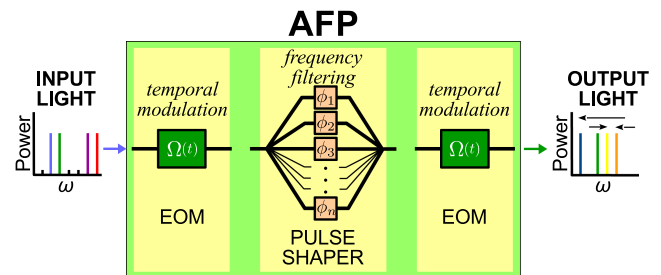 AFP
INPUT
LIGHT
Power
ω
temporal
modulation
Ω(t)
EOM
frequency
filtering
ϕ1
ϕ2
ϕ3
ϕn
PULSE
SHAPER
temporal
modulation
Ω(t)
EOM
OUTPUT
LIGHT
Power
ω